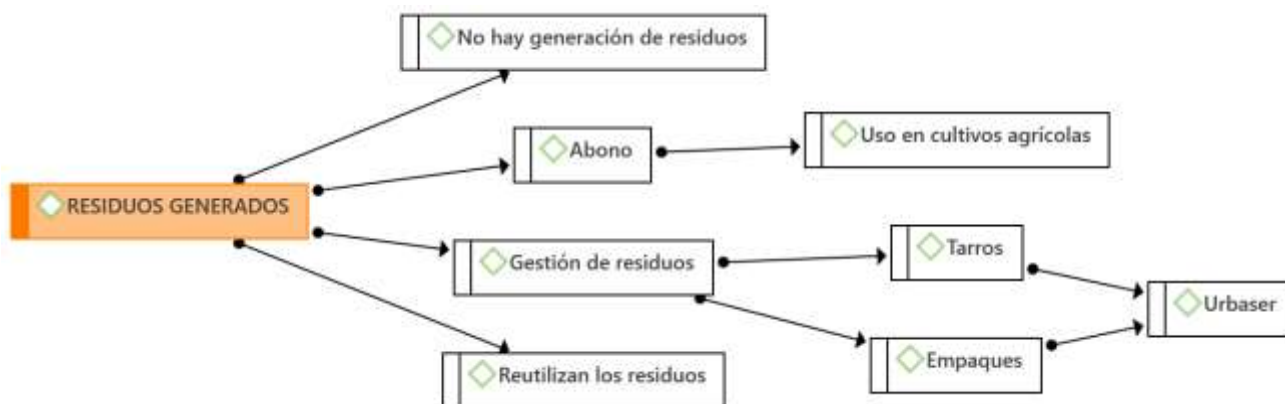 No hay generación de residuos
Abono
Uso en cultivos agrícolas
RESIDUOS GENERADOS
Gestión de residuos
Tarros
Urbaser
Empaques
Reutilizan los residuos